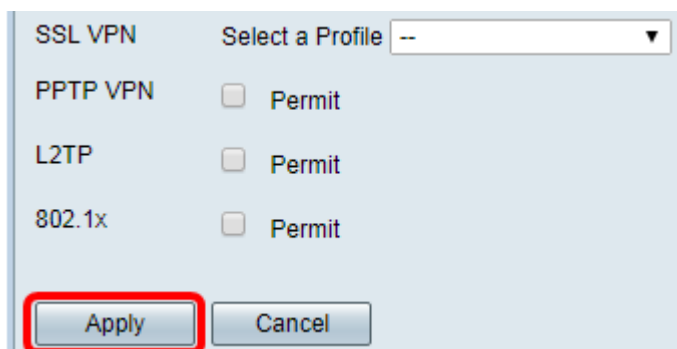 SSL VPN Select a Profile --
PPTP VPN Permit
L2TP Permit
802.1x Permit
Apply Cancel